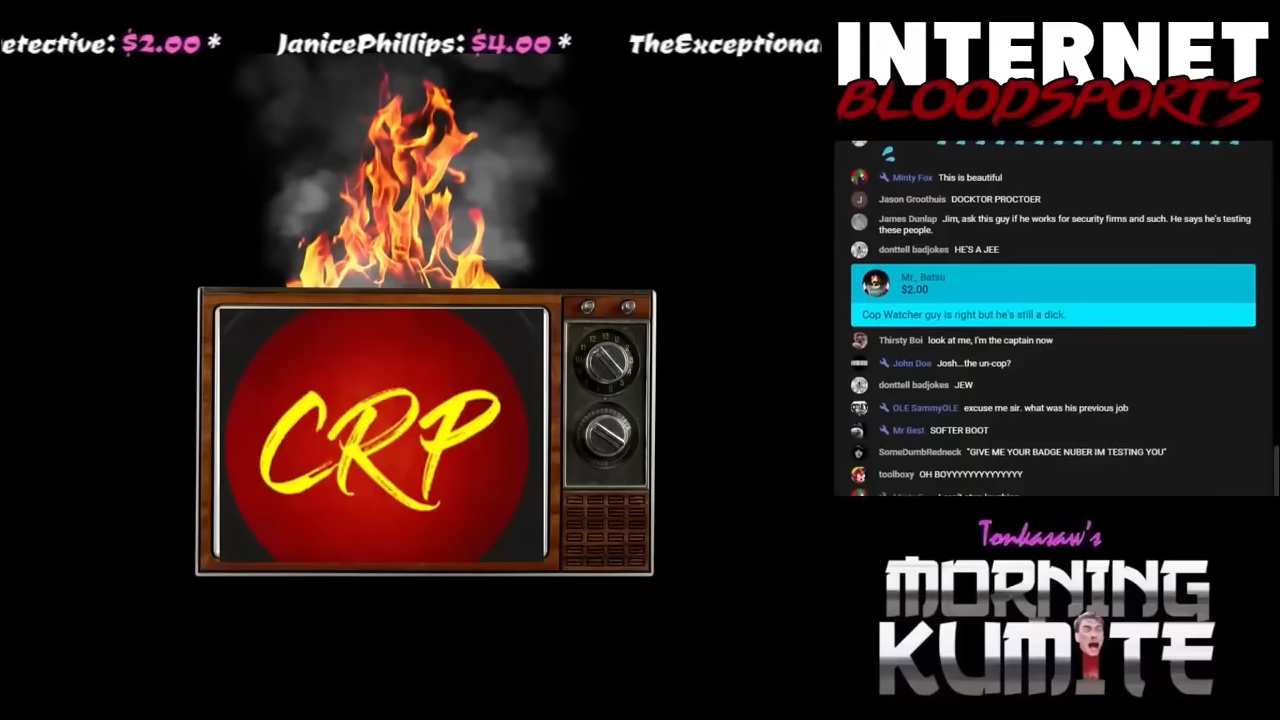 etective: $2.00 * JanicePhillips: $4.00 * TheExceptiona
INTERNET
BLOODSPORTS
Minty Fox This is beautiful
Jason Groothuis DOCKTOR PROCTOER
James Dunlap Jim, ask this guy if he works for security firms and such. He says he's testing
these people.
donttell badjokes HE'S A JEE
Mr_ Batsu
$2.00
Cop Watcher guy is right but he's still a dick.
Thirsty Boi look at me, I'm the captain now
John Doe Josh...the un-cop?
donttell badjokes JEW
OLE SammyOLE excuse me sir. what was his previous job
Mr Best SOFTER BOOT
SomeDumbRedneck "GIVE ME YOUR BADGE NUBER IM TESTING YOU"
toolboxy OH BOYYYYYYYYYYYYY
CRP
Tonkasaw's
MORNING
KUMITE